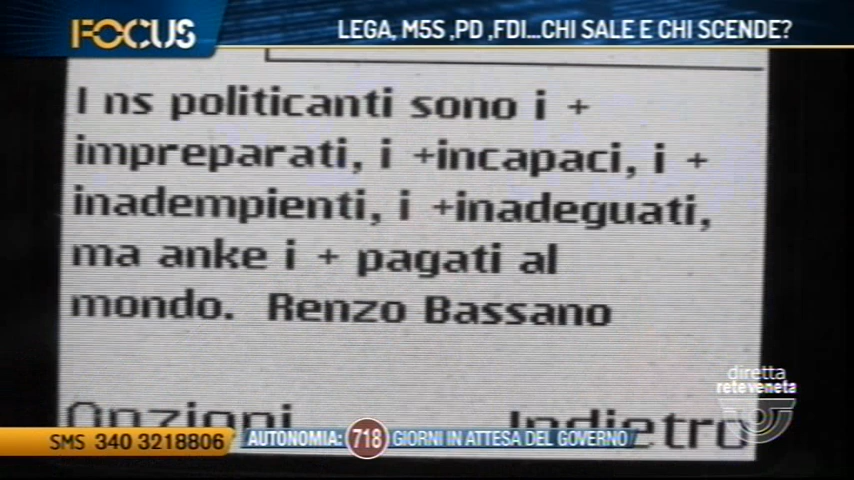 FOCUS
LEGA, M5S ,PD ,FDI...CHI SALE E CHI SCENDE?
I ns politicanti sono i +
impreparati, i +incapaci, i +
inadempienti, i +inadeguati,
ma anke i + pagati al
mondo. Renzo Bassano
Opzioni Indietro
diretta
reteveneta
SMS 340 3218806
AUTONOMIA: 718 GIORNI IN ATTESA DEL GOVERNO